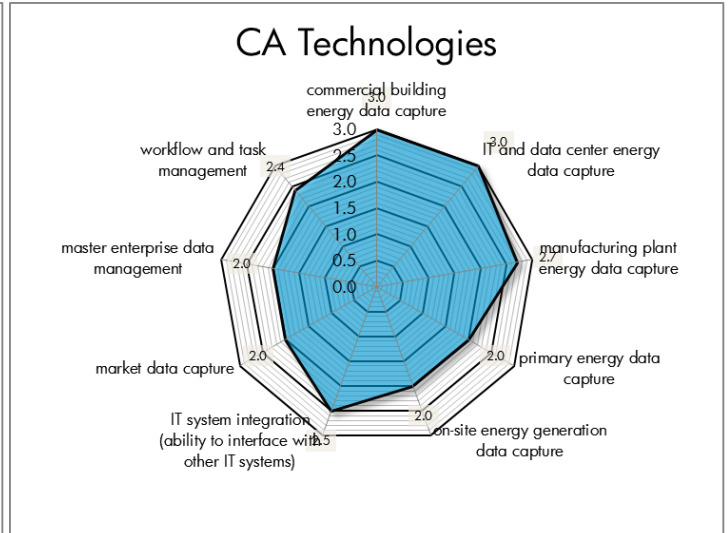 CA Technologies
commercial building
energy data capture
3.0
3.0
2.5
2.0
1.5
1.0
0.5
0.0
IT and data center energy
data capture
3.0
manufacturing plant
energy data capture
2.7
primary energy data
capture
2.0
on-site energy generation
data capture
2.0
IT system integration
(ability to interface with
other IT systems)
2.5
market data capture
2.0
master enterprise data
management
2.0
workflow and task
management
2.4